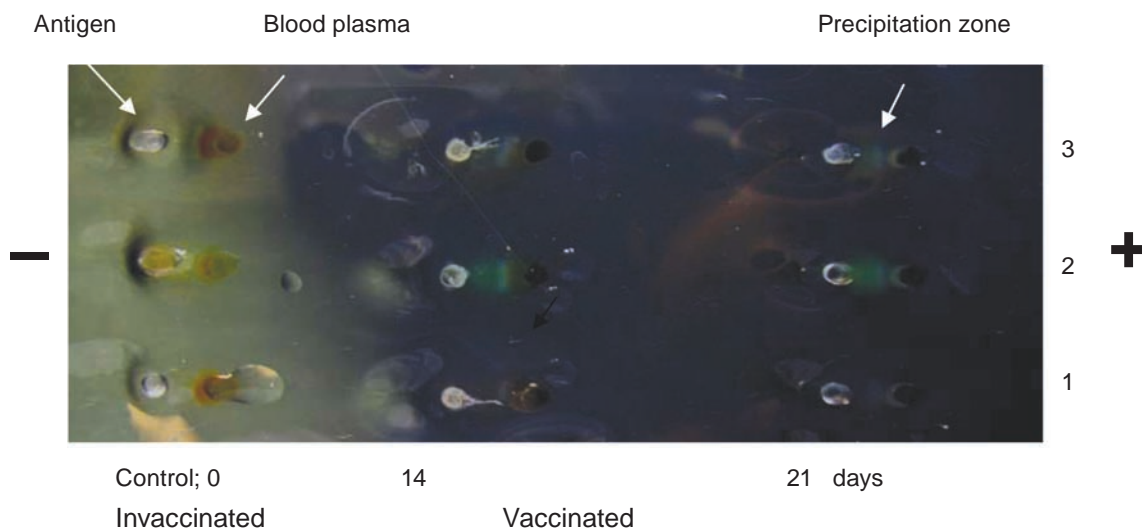 Antigen Blood plasma Precipitation zone
3
− 2 +
1
Control; 0 14 21 days
Invaccinated Vaccinated